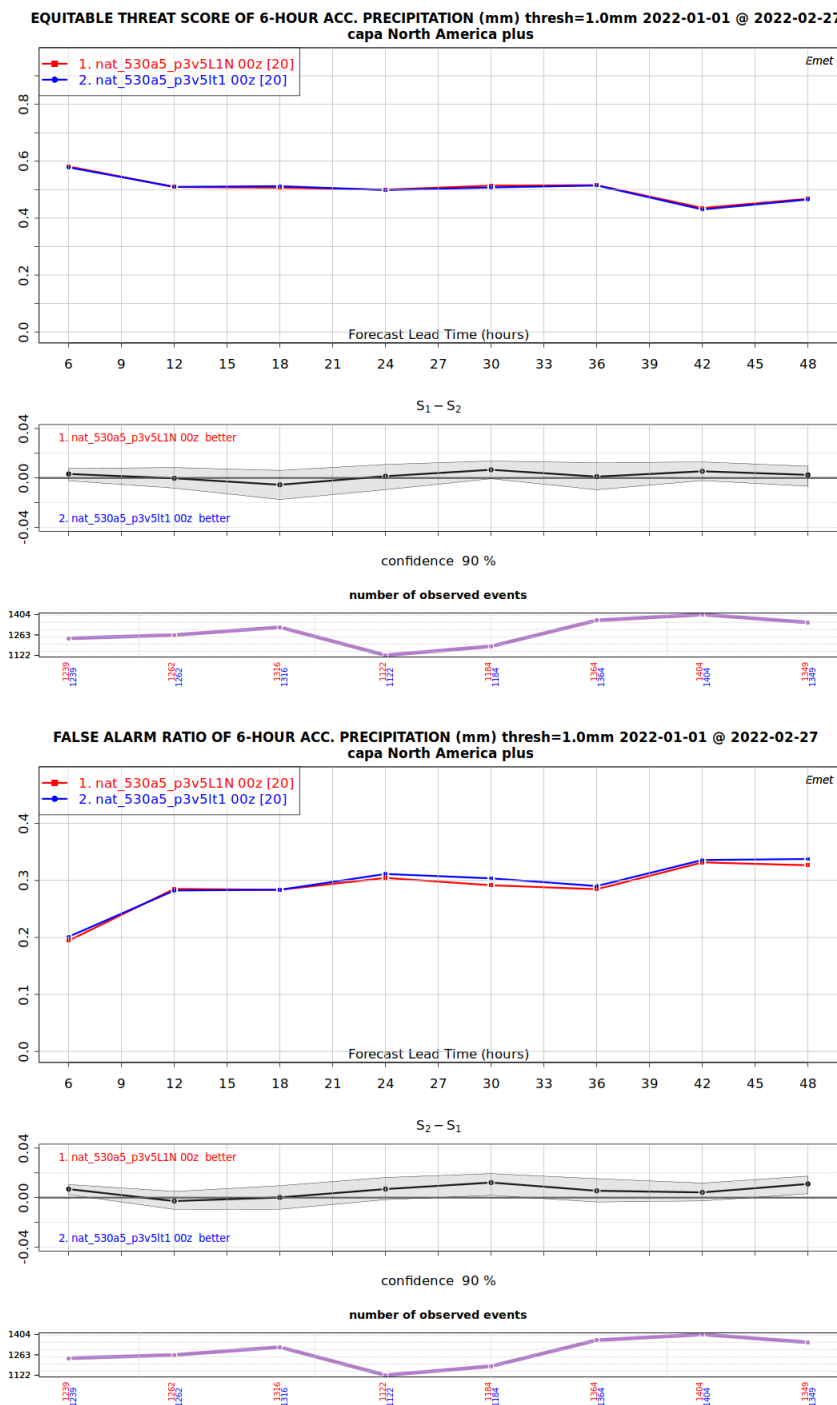 EQUITABLE THREAT SCORE OF 6-HOUR ACC. PRECIPITATION (mm) thresh=1.0mm 2022-01-01 @ 2022-02-27
capa North America plus
1. nat_530a5_p3v5L1N 00z [20]
2. nat_530a5_p3v5lt1 00z [20]
Emet
0.8
0.6
0.4
0.2
0.0
Forecast Lead Time (hours)
6 9 12 15 18 21 24 27 30 33 36 39 42 45 48
S₁ − S₂
0.04
0.00
-0.04
1. nat_530a5_p3v5L1N 00z better
2. nat_530a5_p3v5lt1 00z better
confidence 90 %
number of observed events
1404
1263
1122
1239 1262 1316 1122 1184 1364 1404 1349
1239 1262 1316 1122 1184 1364 1404 1349
FALSE ALARM RATIO OF 6-HOUR ACC. PRECIPITATION (mm) thresh=1.0mm 2022-01-01 @ 2022-02-27
capa North America plus
1. nat_530a5_p3v5L1N 00z [20]
2. nat_530a5_p3v5lt1 00z [20]
Emet
0.4
0.3
0.2
0.1
0.0
Forecast Lead Time (hours)
6 9 12 15 18 21 24 27 30 33 36 39 42 45 48
S₂ − S₁
0.04
0.00
-0.04
1. nat_530a5_p3v5L1N 00z better
2. nat_530a5_p3v5lt1 00z better
confidence 90 %
number of observed events
1404
1263
1122
1239 1262 1316 1122 1184 1364 1404 1349
1239 1262 1316 1122 1184 1364 1404 1349